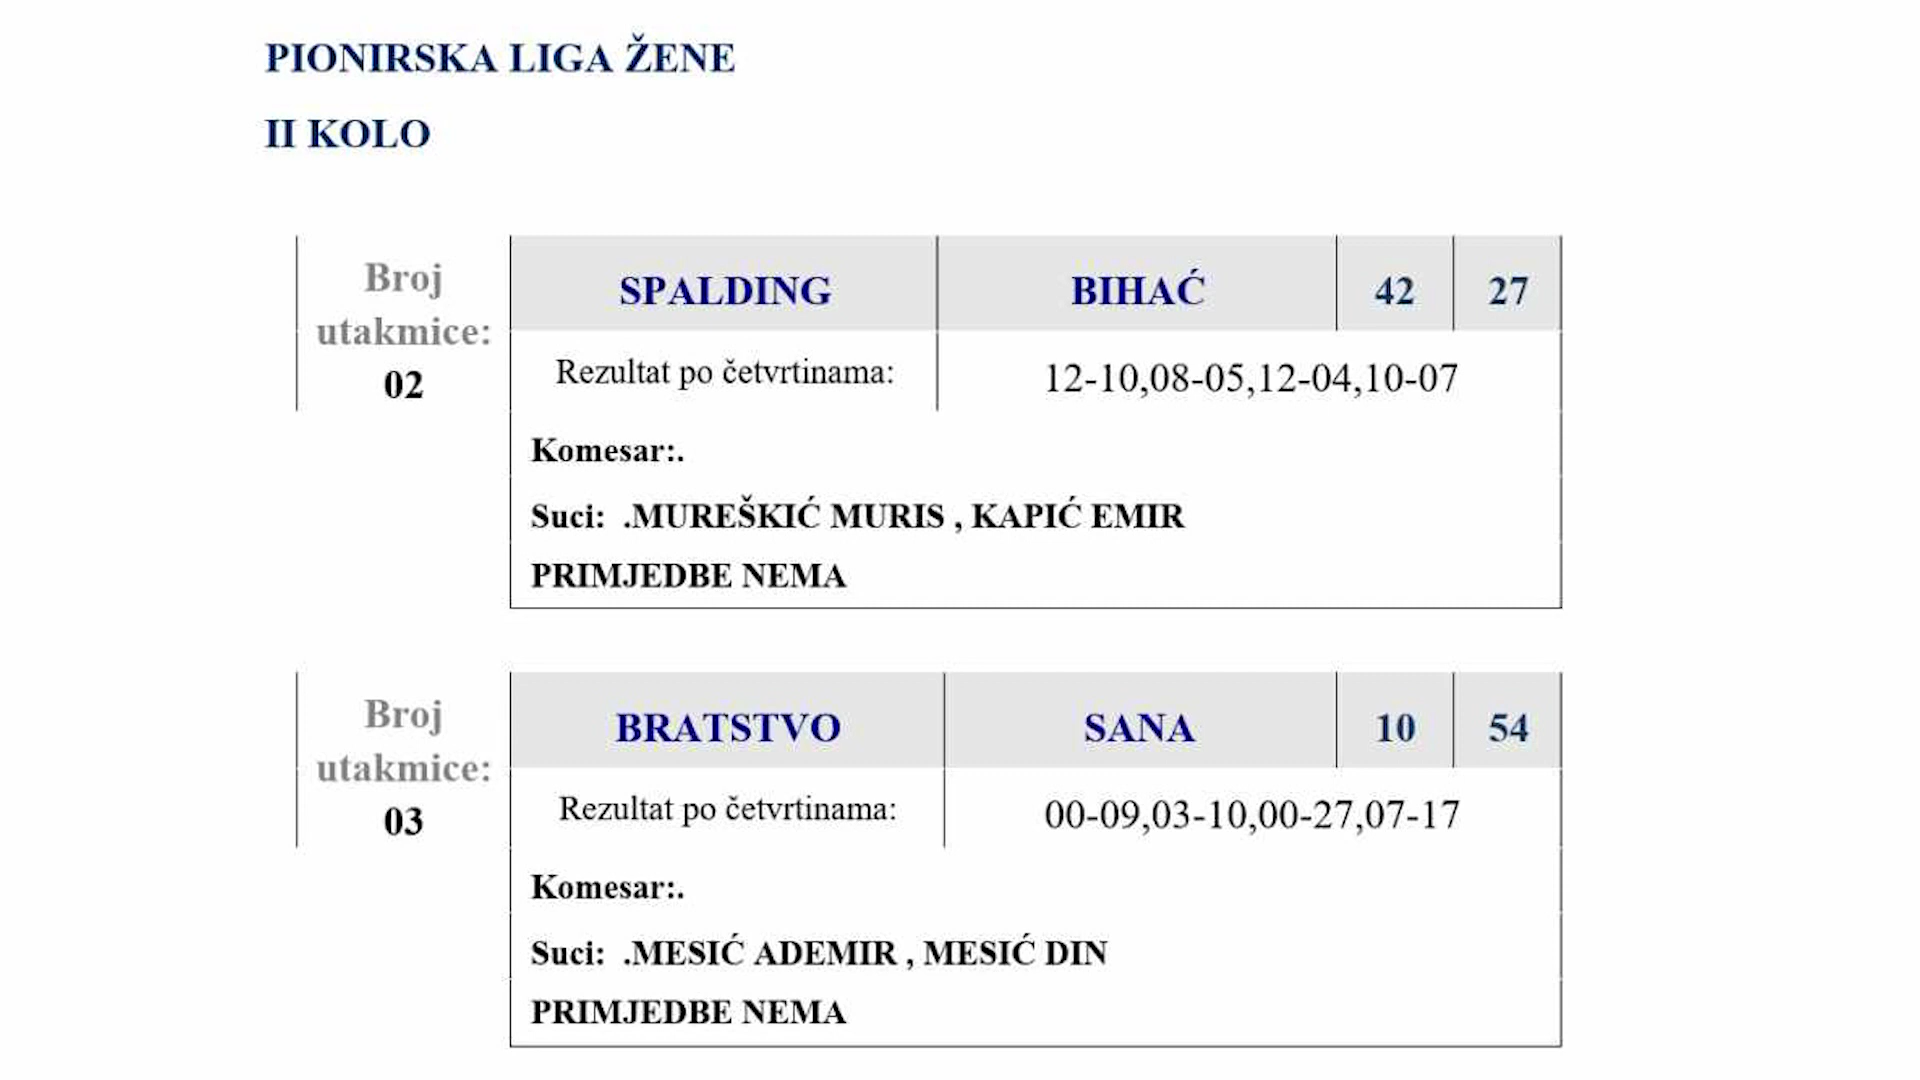 PIONIRSKA LIGA ŽENE
II KOLO
Broj utakmice: 02
SPALDING BIHAĆ 42 27
Rezultat po četvrtinama: 12-10,08-05,12-04,10-07
Komesar:.
Suci: .MUREŠKIĆ MURIS , KAPIĆ EMIR
PRIMJEDBE NEMA
Broj utakmice: 03
BRATSTVO SANA 10 54
Rezultat po četvrtinama: 00-09,03-10,00-27,07-17
Komesar:.
Suci: .MESIĆ ADEMIR , MESIĆ DIN
PRIMJEDBE NEMA